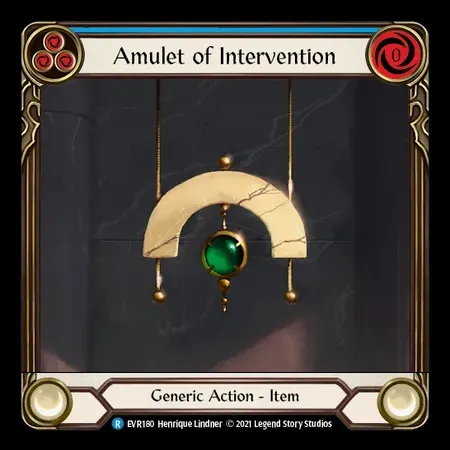 Amulet of Intervention
0
Generic Action - Item
R EVR180 Henrique Lindner © 2021 Legend Story Studios